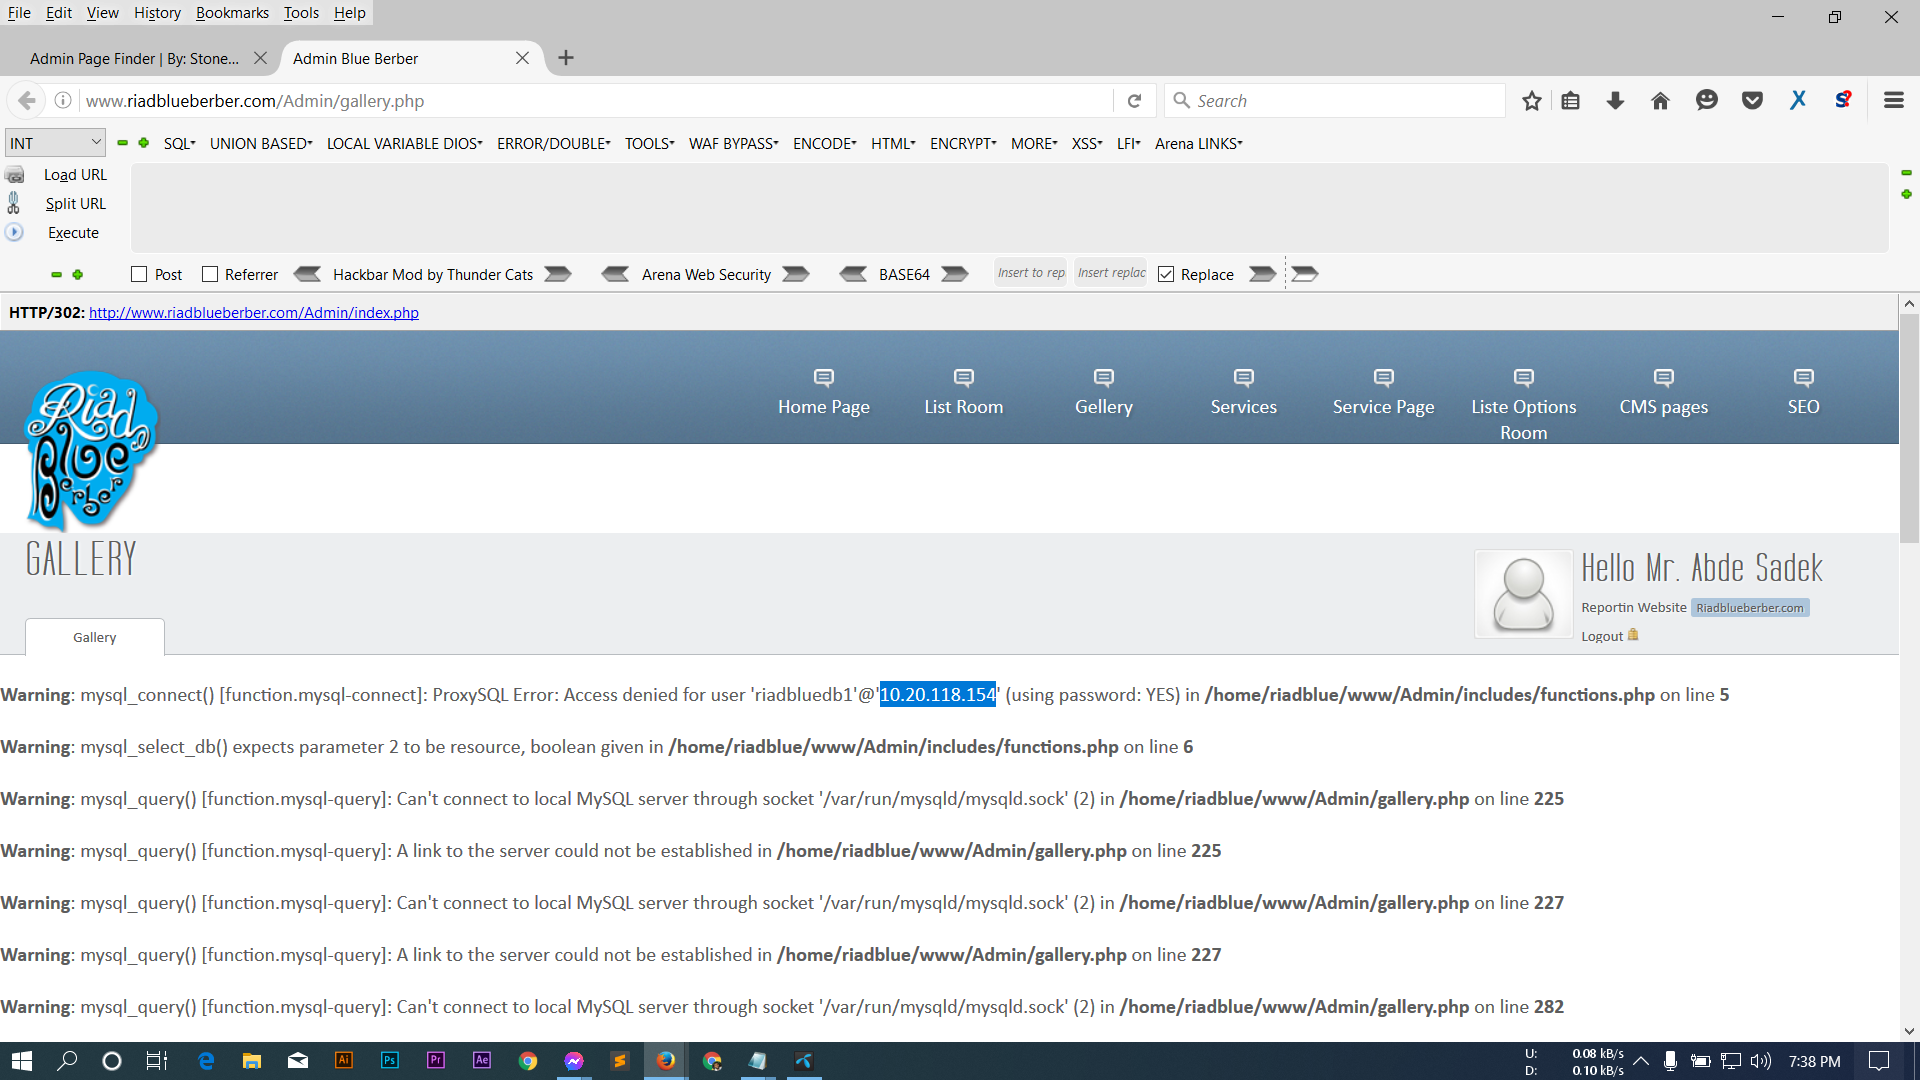 File Edit View History Bookmarks Tools Help
Admin Page Finder | By: Stone... Admin Blue Berber
www.riadblueberber.com/Admin/gallery.php Search
INT SQL UNION BASED LOCAL VARIABLE DIOS ERROR/DOUBLE TOOLS WAF BYPASS ENCODE HTML ENCRYPT MORE XSS LFI Arena LINKS
Load URL
Split URL
Execute
Post Referrer Hackbar Mod by Thunder Cats Arena Web Security BASE64 Insert to rep Insert replac Replace
HTTP/302: http://www.riadblueberber.com/Admin/index.php
Riad Blue Berber
Home Page List Room Gellery Services Service Page Liste Options Room CMS pages SEO
GALLERY
Hello Mr. Abde Sadek
Reportin Website Riadblueberber.com
Logout
Gallery
Warning: mysql_connect() [function.mysql-connect]: ProxySQL Error: Access denied for user 'riadbluedb1'@'10.20.118.154' (using password: YES) in /home/riadblue/www/Admin/includes/functions.php on line 5
Warning: mysql_select_db() expects parameter 2 to be resource, boolean given in /home/riadblue/www/Admin/includes/functions.php on line 6
Warning: mysql_query() [function.mysql-query]: Can't connect to local MySQL server through socket '/var/run/mysqld/mysqld.sock' (2) in /home/riadblue/www/Admin/gallery.php on line 225
Warning: mysql_query() [function.mysql-query]: A link to the server could not be established in /home/riadblue/www/Admin/gallery.php on line 225
Warning: mysql_query() [function.mysql-query]: Can't connect to local MySQL server through socket '/var/run/mysqld/mysqld.sock' (2) in /home/riadblue/www/Admin/gallery.php on line 227
Warning: mysql_query() [function.mysql-query]: A link to the server could not be established in /home/riadblue/www/Admin/gallery.php on line 227
Warning: mysql_query() [function.mysql-query]: Can't connect to local MySQL server through socket '/var/run/mysqld/mysqld.sock' (2) in /home/riadblue/www/Admin/gallery.php on line 282
Ai Ps Pr Ae
U: 0.08 kB/s
D: 0.10 kB/s
7:38 PM